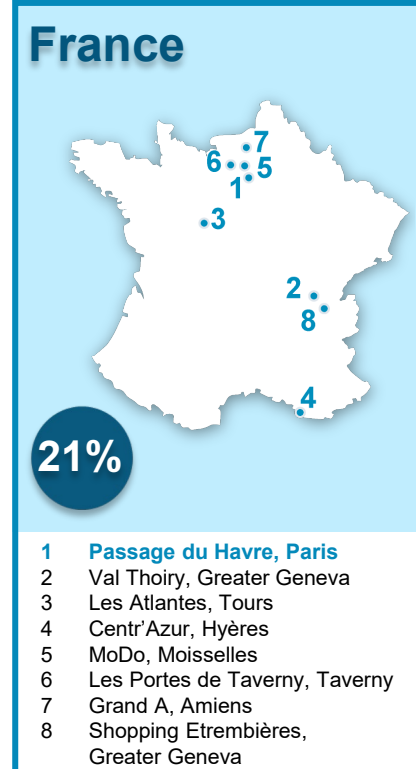 France
7
6
5
1
3
2
8
4
21%
1 Passage du Havre, Paris
2 Val Thoiry, Greater Geneva
3 Les Atlantes, Tours
4 Centr’Azur, Hyères
5 MoDo, Moisselles
6 Les Portes de Taverny, Taverny
7 Grand A, Amiens
8 Shopping Etrembières,
Greater Geneva